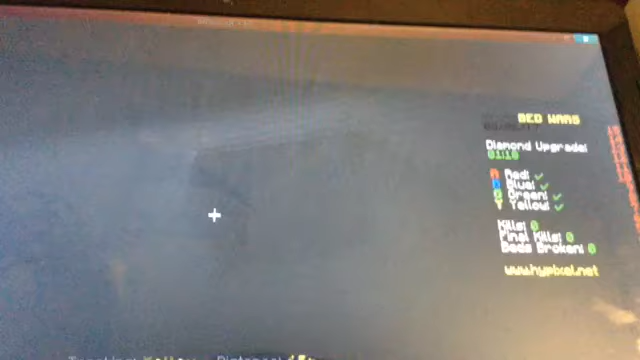 BED WARS
Diamond Upgrade:
01:10
R Red: ✓
B Blue: ✓
G Green: ✓
Y Yellow: ✓
Kills: 0
Final Kills: 0
Beds Broken: 0
www.hypixel.net